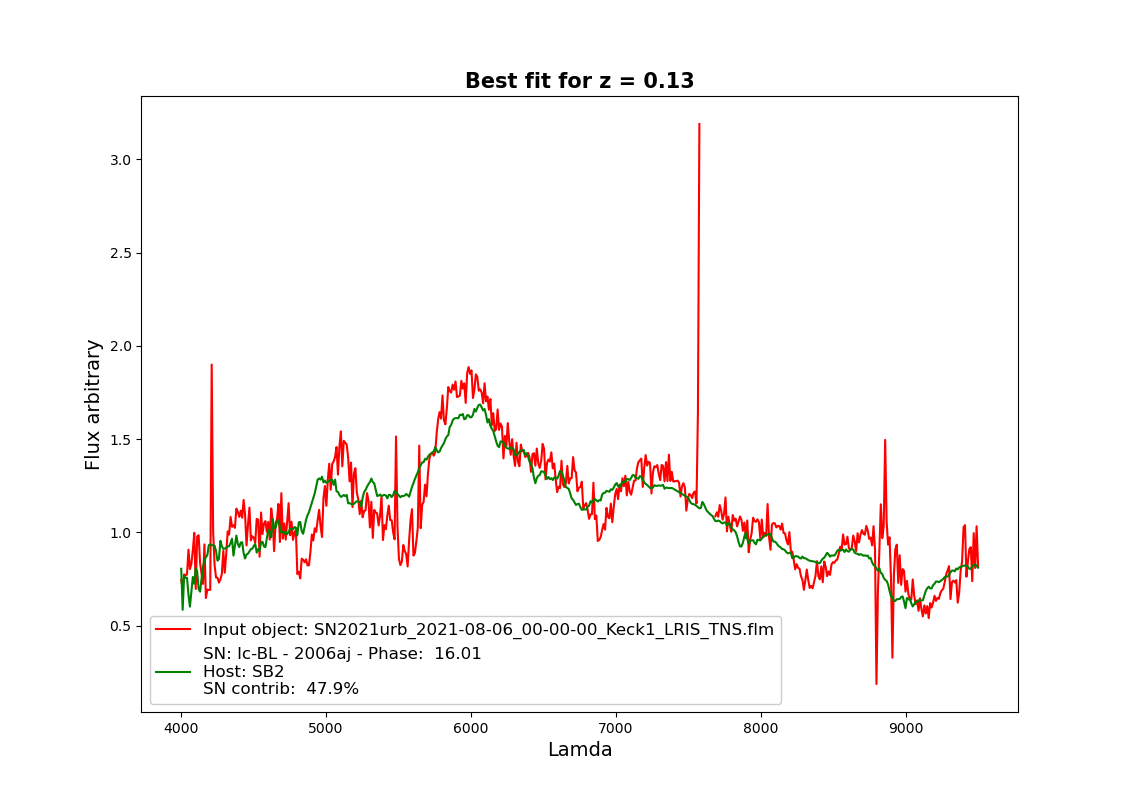 Best fit for z = 0.13
Flux arbitrary
3.0
2.5
2.0
1.5
1.0
0.5
Input object: SN2021urb_2021-08-06_00-00-00_Keck1_LRIS_TNS.flm
SN: Ic-BL - 2006aj - Phase:  16.01
Host: SB2
SN contrib:  47.9%
4000 5000 6000 7000 8000 9000
Lamda